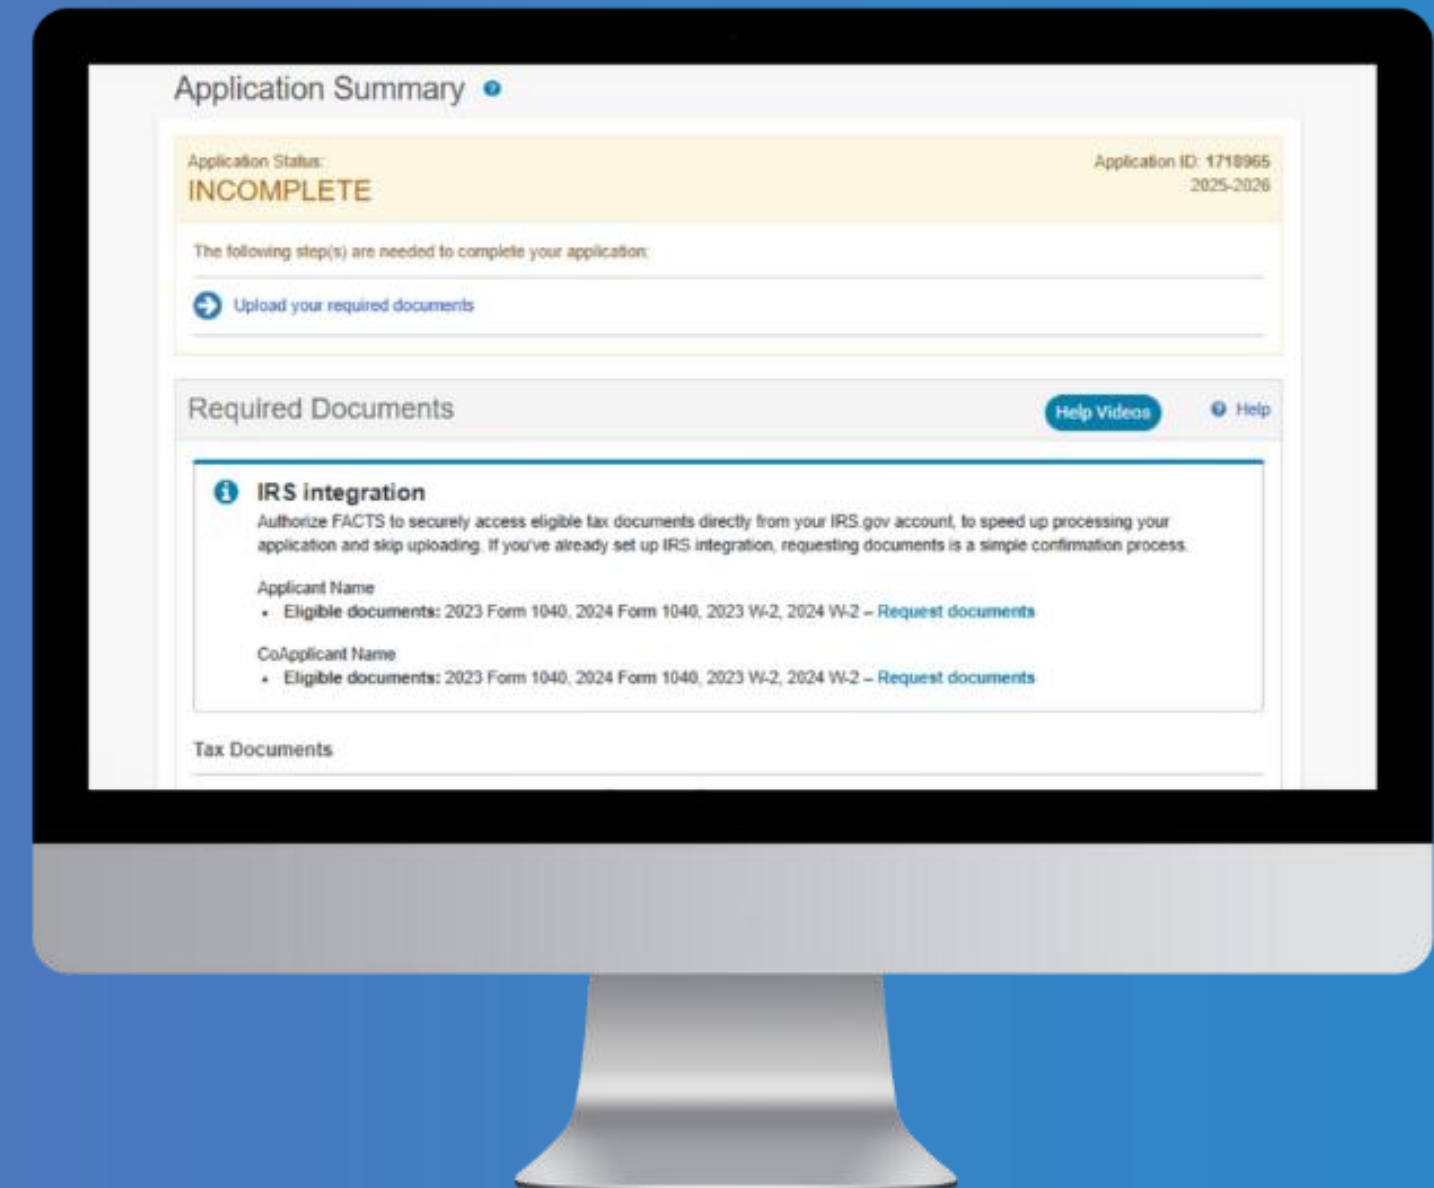 Application Summary
Application Status:
INCOMPLETE
Application ID: 1718965
2025-2026
The following step(s) are needed to complete your application:
Upload your required documents
Required Documents
Help Videos
Help
IRS integration
Authorize FACTS to securely access eligible tax documents directly from your IRS.gov account, to speed up processing your
application and skip uploading. If you've already set up IRS integration, requesting documents is a simple confirmation process.
Applicant Name
• Eligible documents: 2023 Form 1040, 2024 Form 1040, 2023 W-2, 2024 W-2 – Request documents
CoApplicant Name
• Eligible documents: 2023 Form 1040, 2024 Form 1040, 2023 W-2, 2024 W-2 – Request documents
Tax Documents